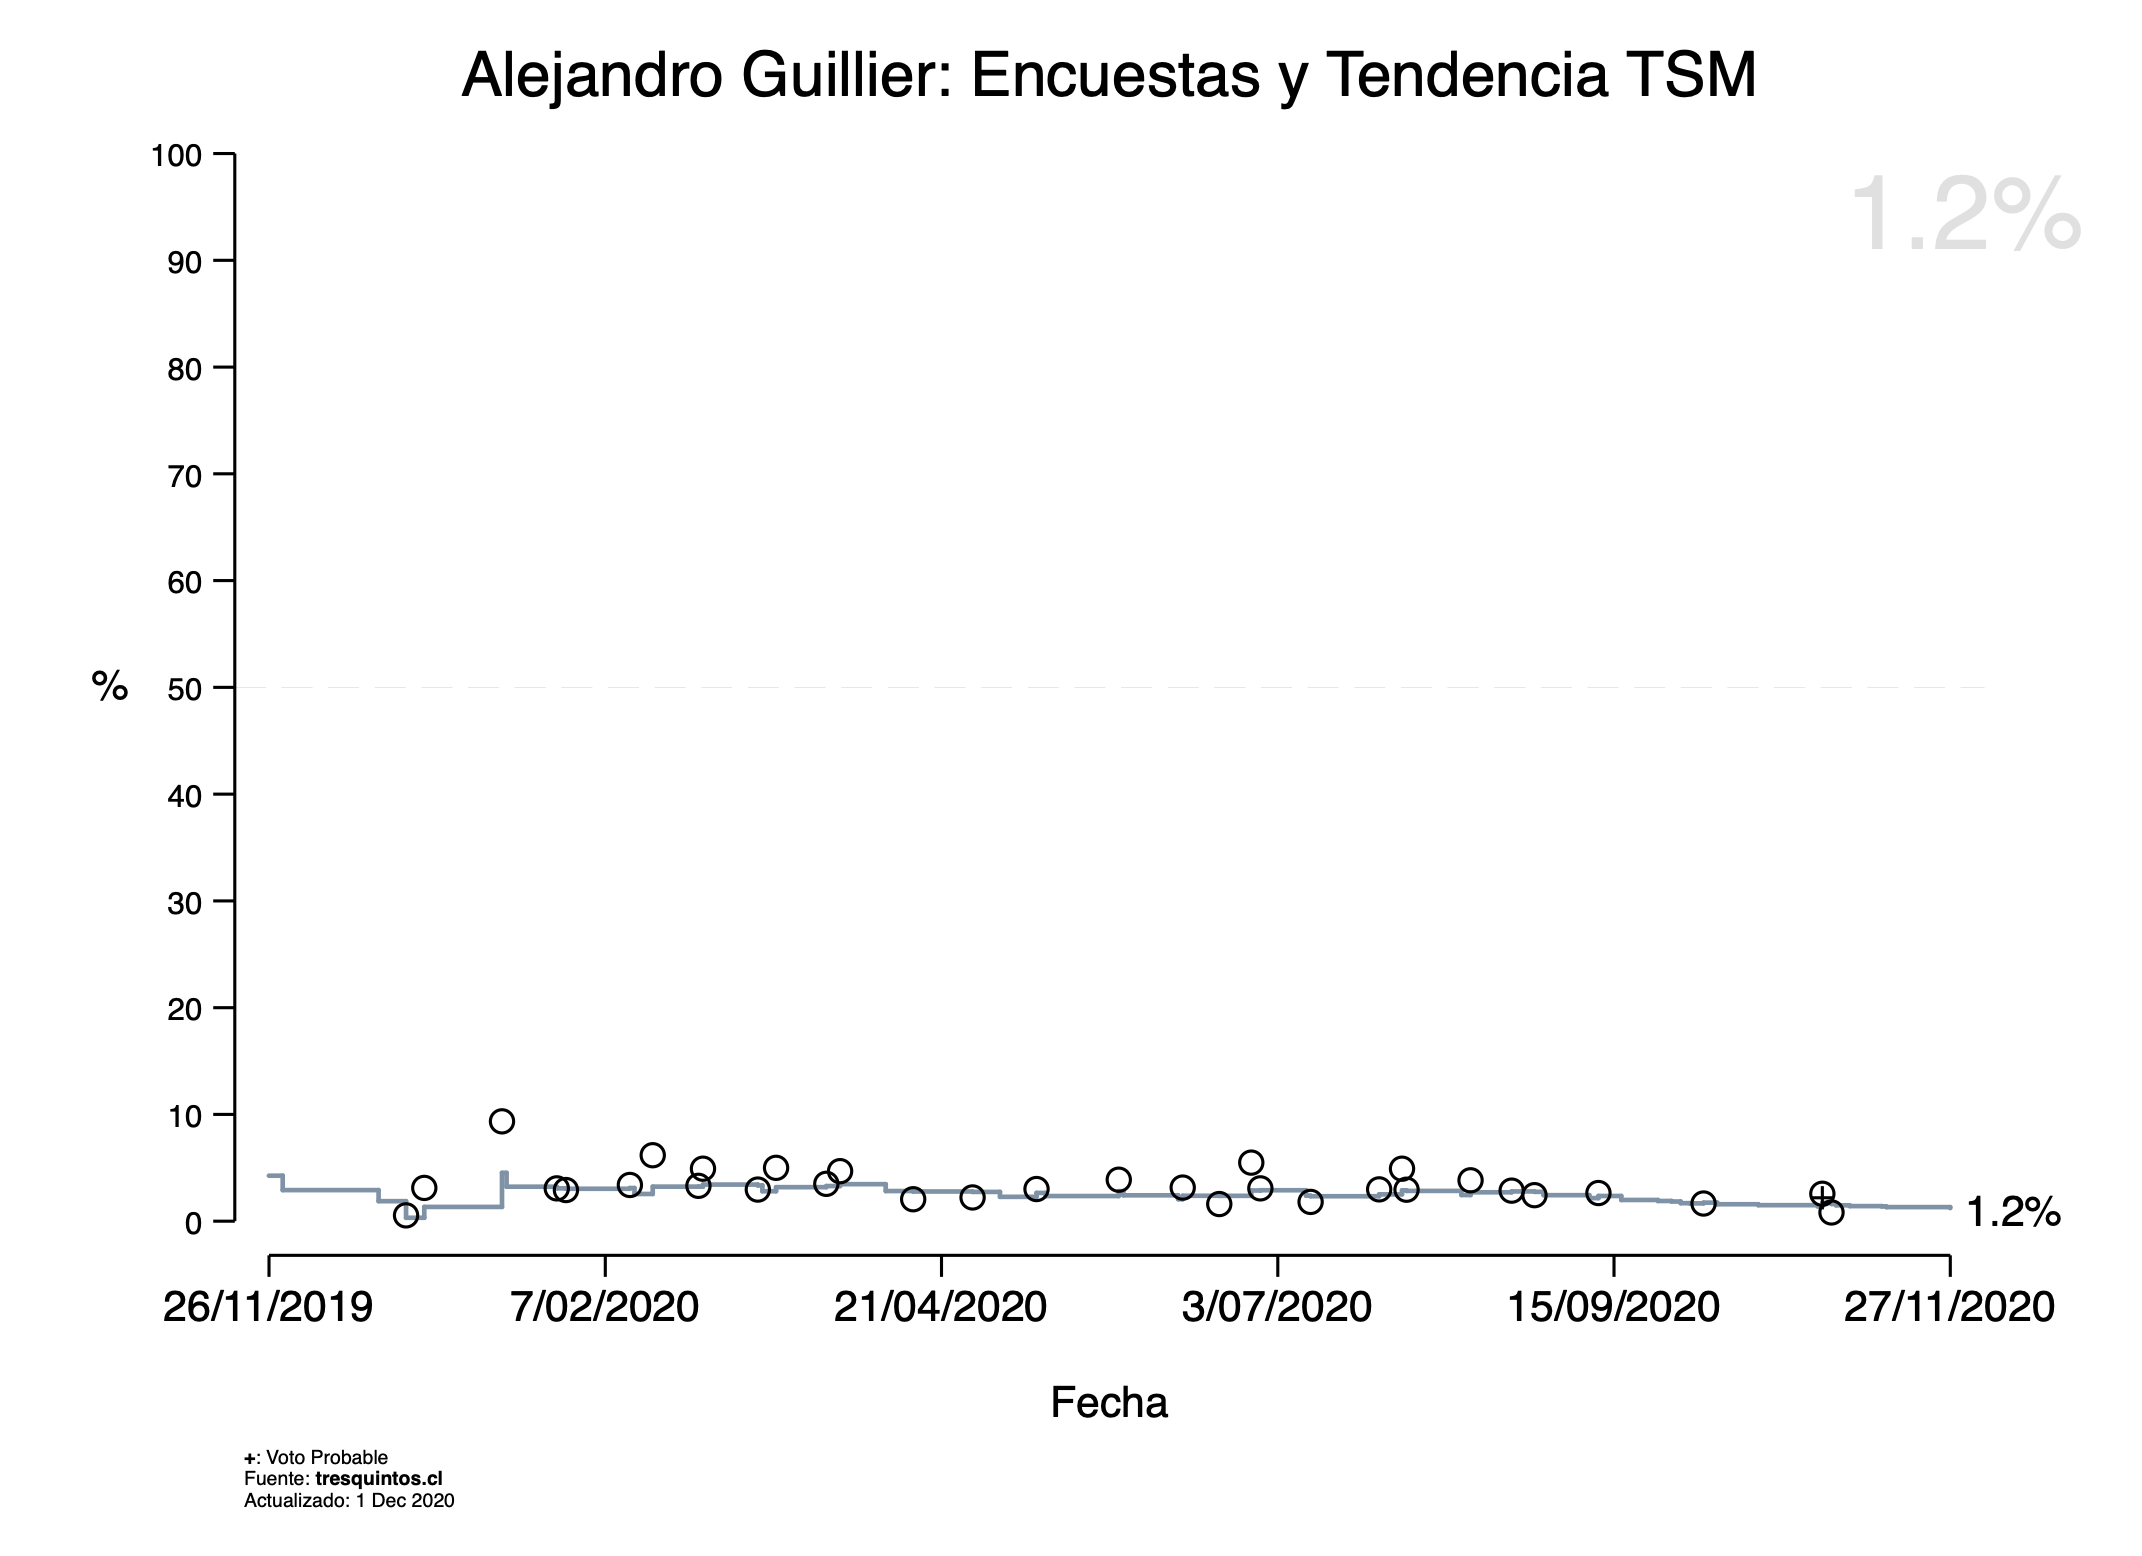 Alejandro Guillier: Encuestas y Tendencia TSM
1.2%
100
90
80
70
60
50
40
30
20
10
0
%
1.2%
26/11/2019 7/02/2020 21/04/2020 3/07/2020 15/09/2020 27/11/2020
Fecha
+: Voto Probable
Fuente: tresquintos.cl
Actualizado: 1 Dec 2020